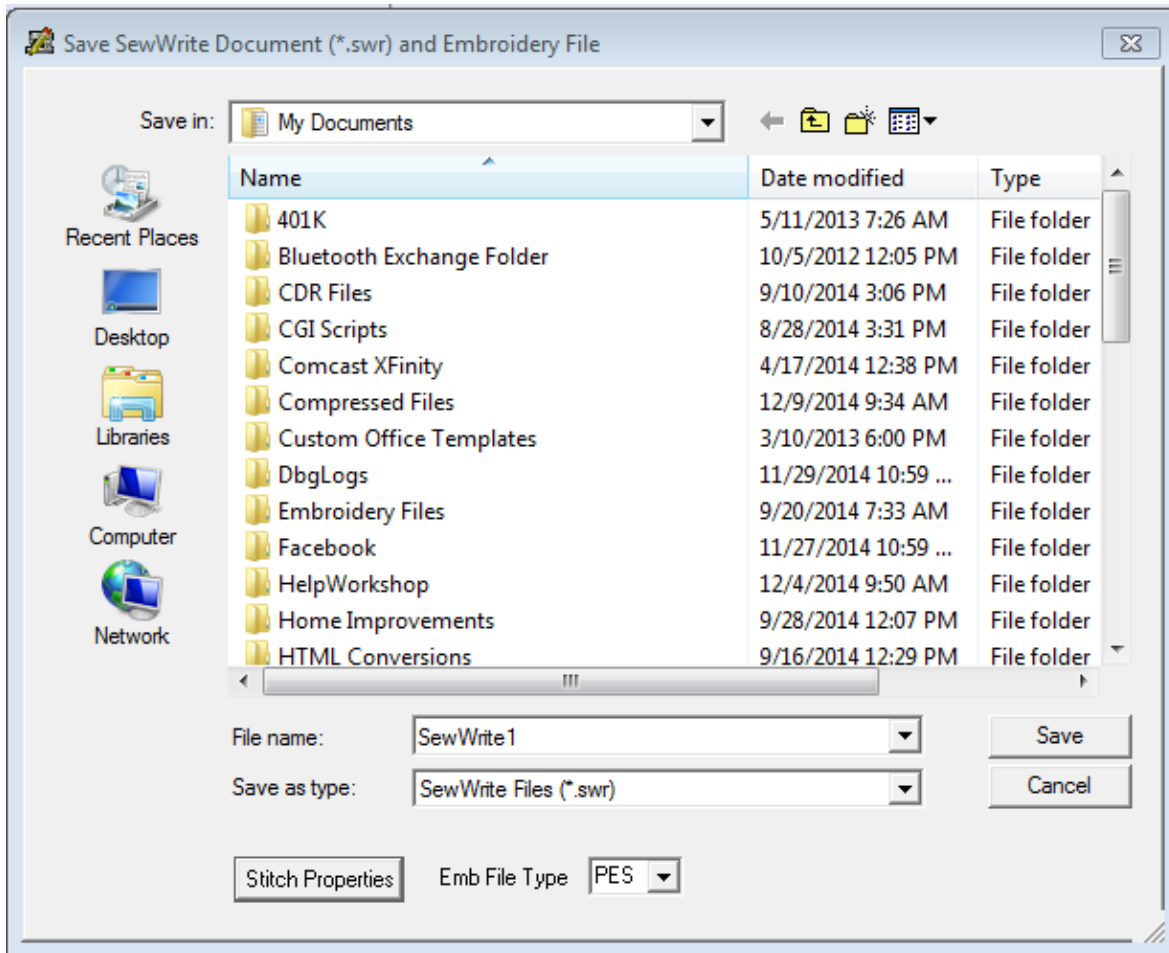 Save SewWrite Document (*.swr) and Embroidery File
Save in: My Documents
Recent Places
Desktop
Libraries
Computer
Network
Name Date modified Type
401K 5/11/2013 7:26 AM File folder
Bluetooth Exchange Folder 10/5/2012 12:05 PM File folder
CDR Files 9/10/2014 3:06 PM File folder
CGI Scripts 8/28/2014 3:31 PM File folder
Comcast XFinity 4/17/2014 12:38 PM File folder
Compressed Files 12/9/2014 9:34 AM File folder
Custom Office Templates 3/10/2013 6:00 PM File folder
DbgLogs 11/29/2014 10:59 ... File folder
Embroidery Files 9/20/2014 7:33 AM File folder
Facebook 11/27/2014 10:59 ... File folder
HelpWorkshop 12/4/2014 9:50 AM File folder
Home Improvements 9/28/2014 12:07 PM File folder
HTML Conversions 9/16/2014 12:29 PM File folder
File name: SewWrite1 Save
Save as type: SewWrite Files (*.swr) Cancel
Stitch Properties Emb File Type PES